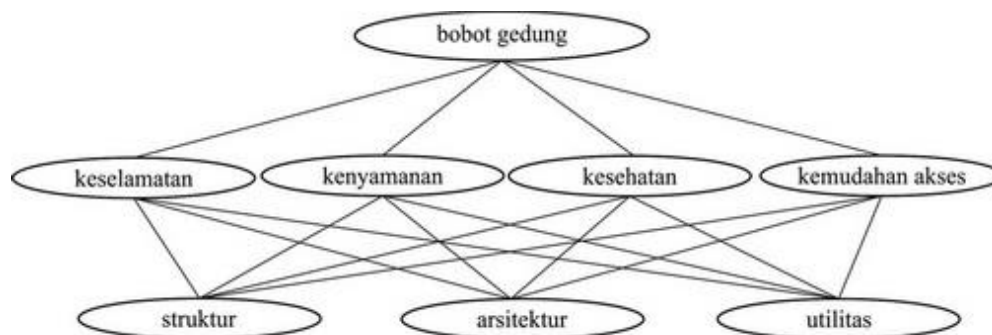 bobot gedung
keselamatan
kenyamanan
kesehatan
kemudahan akses
struktur
arsitektur
utilitas